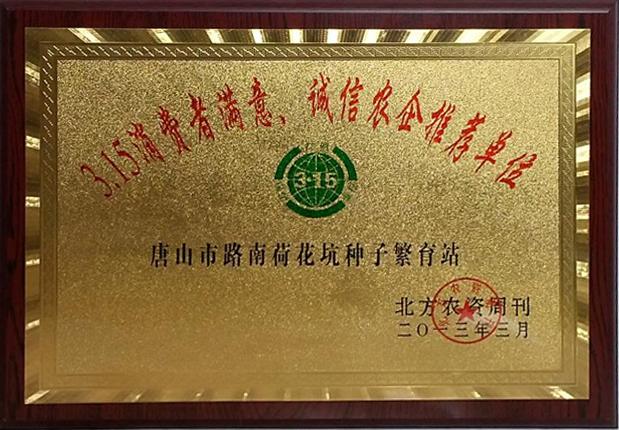 3.15消费者满意、诚信农企推荐单位
3·15
唐山市路南荷花坑种子繁育站
北方农资周刊
二〇一三年三月